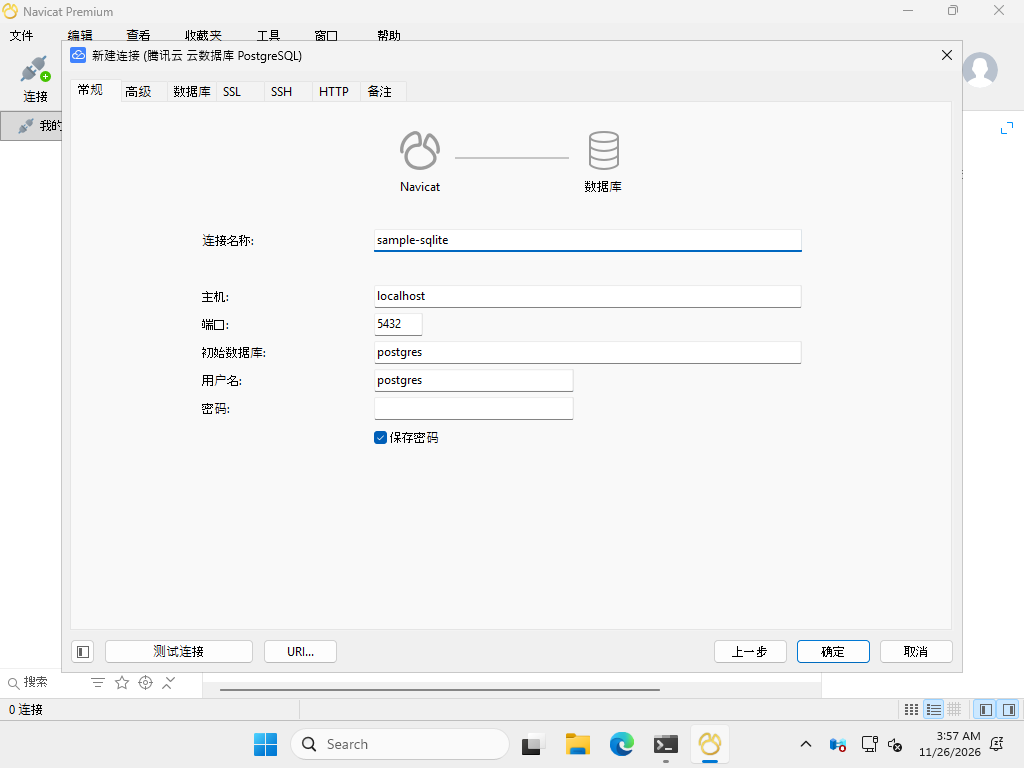 Navicat Premium
文件 编辑 查看 收藏夹 工具 窗口 帮助
新建连接 (腾讯云 云数据库 PostgreSQL)
连接
我的
常规 高级 数据库 SSL SSH HTTP 备注
Navicat 数据库
连接名称: sample-sqlite
主机: localhost
端口: 5432
初始数据库: postgres
用户名: postgres
密码:
保存密码
测试连接 URI... 上一步 确定 取消
搜索
0 连接
Search
3:57 AM
11/26/2026